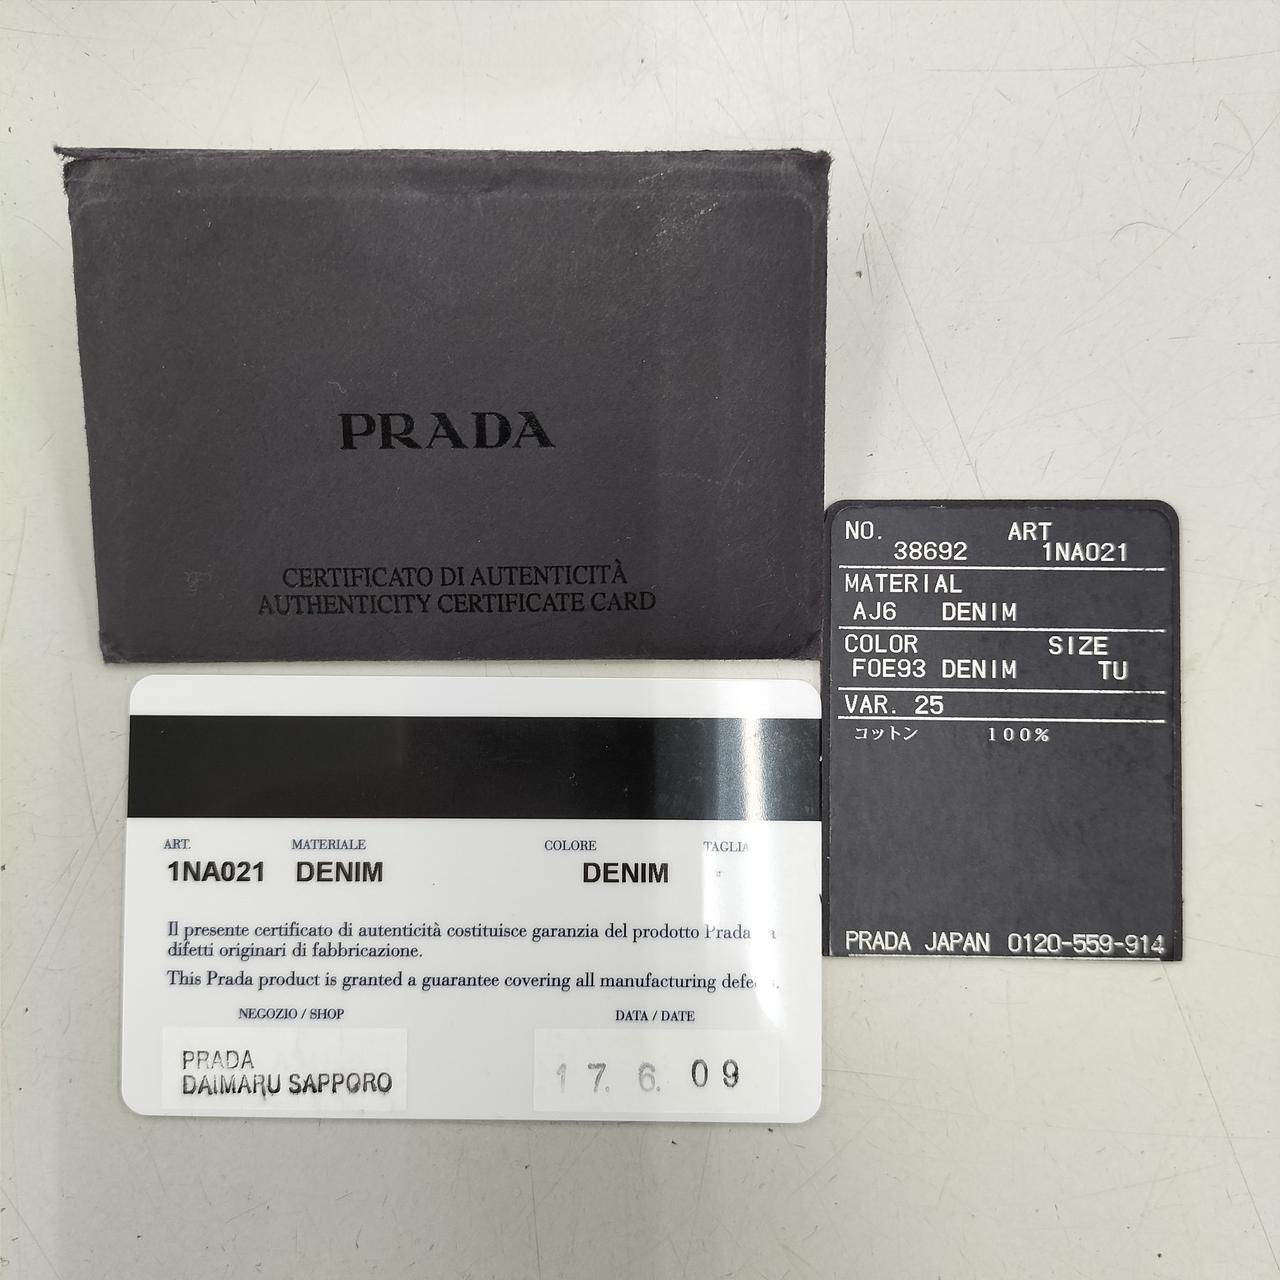 PRADA
CERTIFICATO DI AUTENTICITÀ
AUTHENTICITY CERTIFICATE CARD
NO. ART
38692 1NA021
MATERIAL
AJ6 DENIM
COLOR SIZE
F0E93 DENIM TU
VAR. 25
コットン 100%
PRADA JAPAN 0120-559-914
ART. MATERIALE COLORE TAGLIA
1NA021 DENIM DENIM
Il presente certificato di autenticità costituisce garanzia del prodotto Prada
difetti originari di fabbricazione.
This Prada product is granted a guarantee covering all manufacturing
NEGOZIO / SHOP DATA / DATE
PRADA
DAIMARU SAPPORO
17. 6. 09